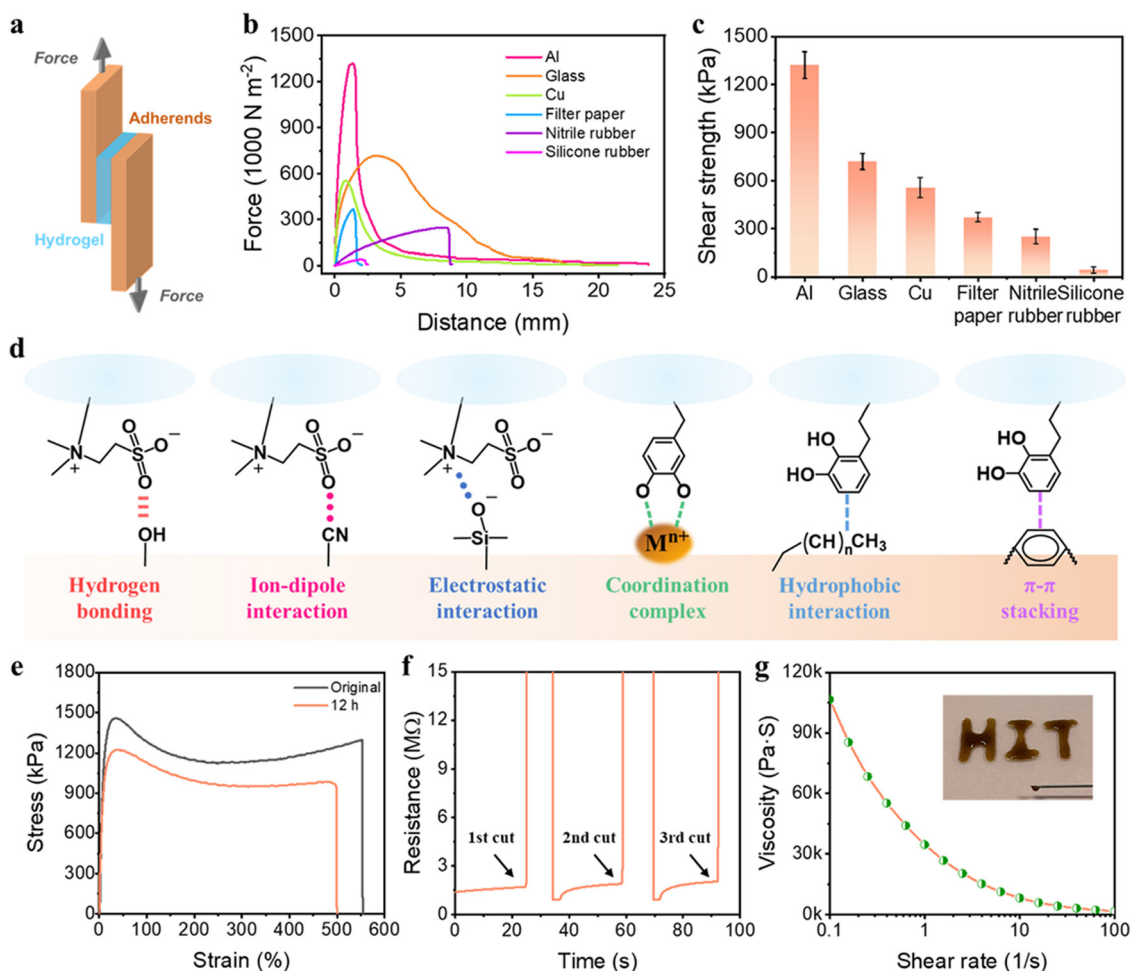 a
Force
Adherends
Hydrogel
Force
b
Force (1000 N m-2)
1500
1200
900
600
300
0
0 5 10 15 20 25
Distance (mm)
Al
Glass
Cu
Filter paper
Nitrile rubber
Silicone rubber
c
Shear strength (kPa)
1500
1200
900
600
300
0
Al Glass Cu Filter Nitrile Silicone
paper rubber rubber
d
N + S O O O−
OH
Hydrogen
bonding
N + S O O O−
CN
Ion-dipole
interaction
N + S O O O−
O−
Si
Electrostatic
interaction
O O
Mn+
Coordination
complex
OH
HO
(CH)nCH3
Hydrophobic
interaction
OH
HO
π-π
stacking
e
Stress (kPa)
1800
1500
1200
900
600
300
0
0 100 200 300 400 500 600
Strain (%)
Original
12 h
f
Resistance (MΩ)
15
12
9
6
3
0
0 20 40 60 80 100
Time (s)
1st cut
2nd cut
3rd cut
g
Viscosity (Pa·S)
120k
90k
60k
30k
0k
0.1 1 10 100
Shear rate (1/s)
HIT